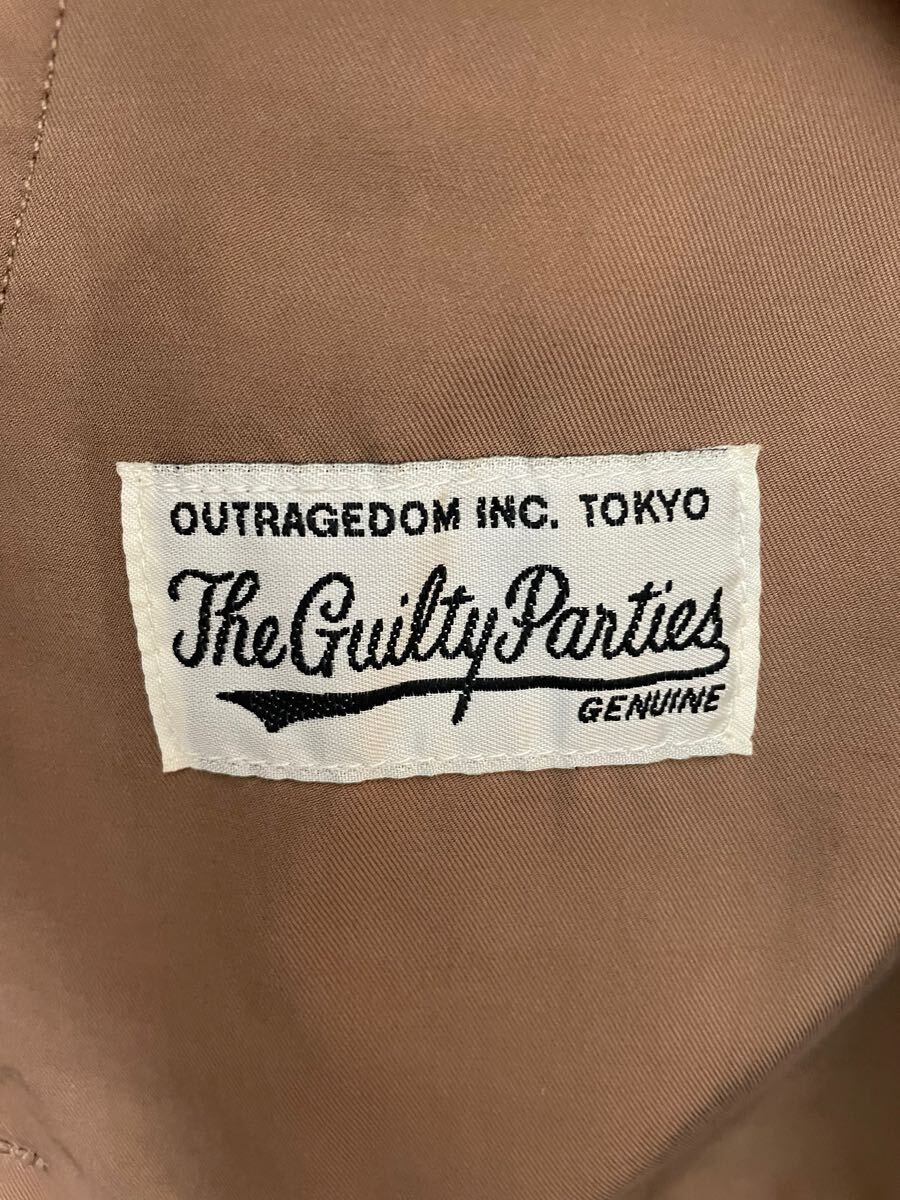 OUTRAGEDOM INC. TOKYO
The Guilty Parties
GENUINE